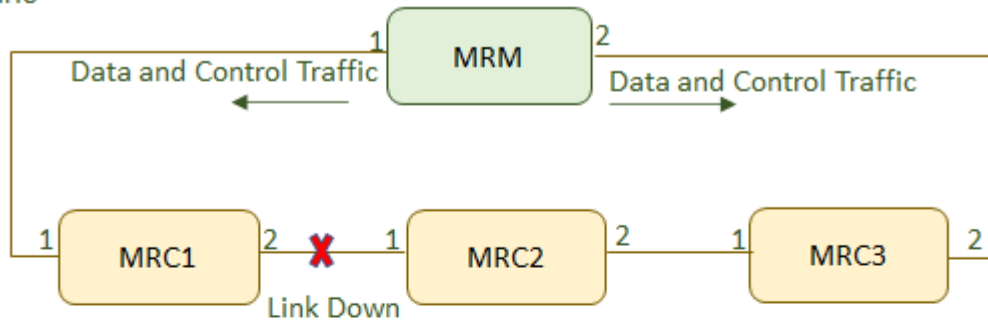 1 MRM 2
Data and Control Traffic
Data and Control Traffic
1 MRC1 2 1 MRC2 2 1 MRC3 2
Link Down